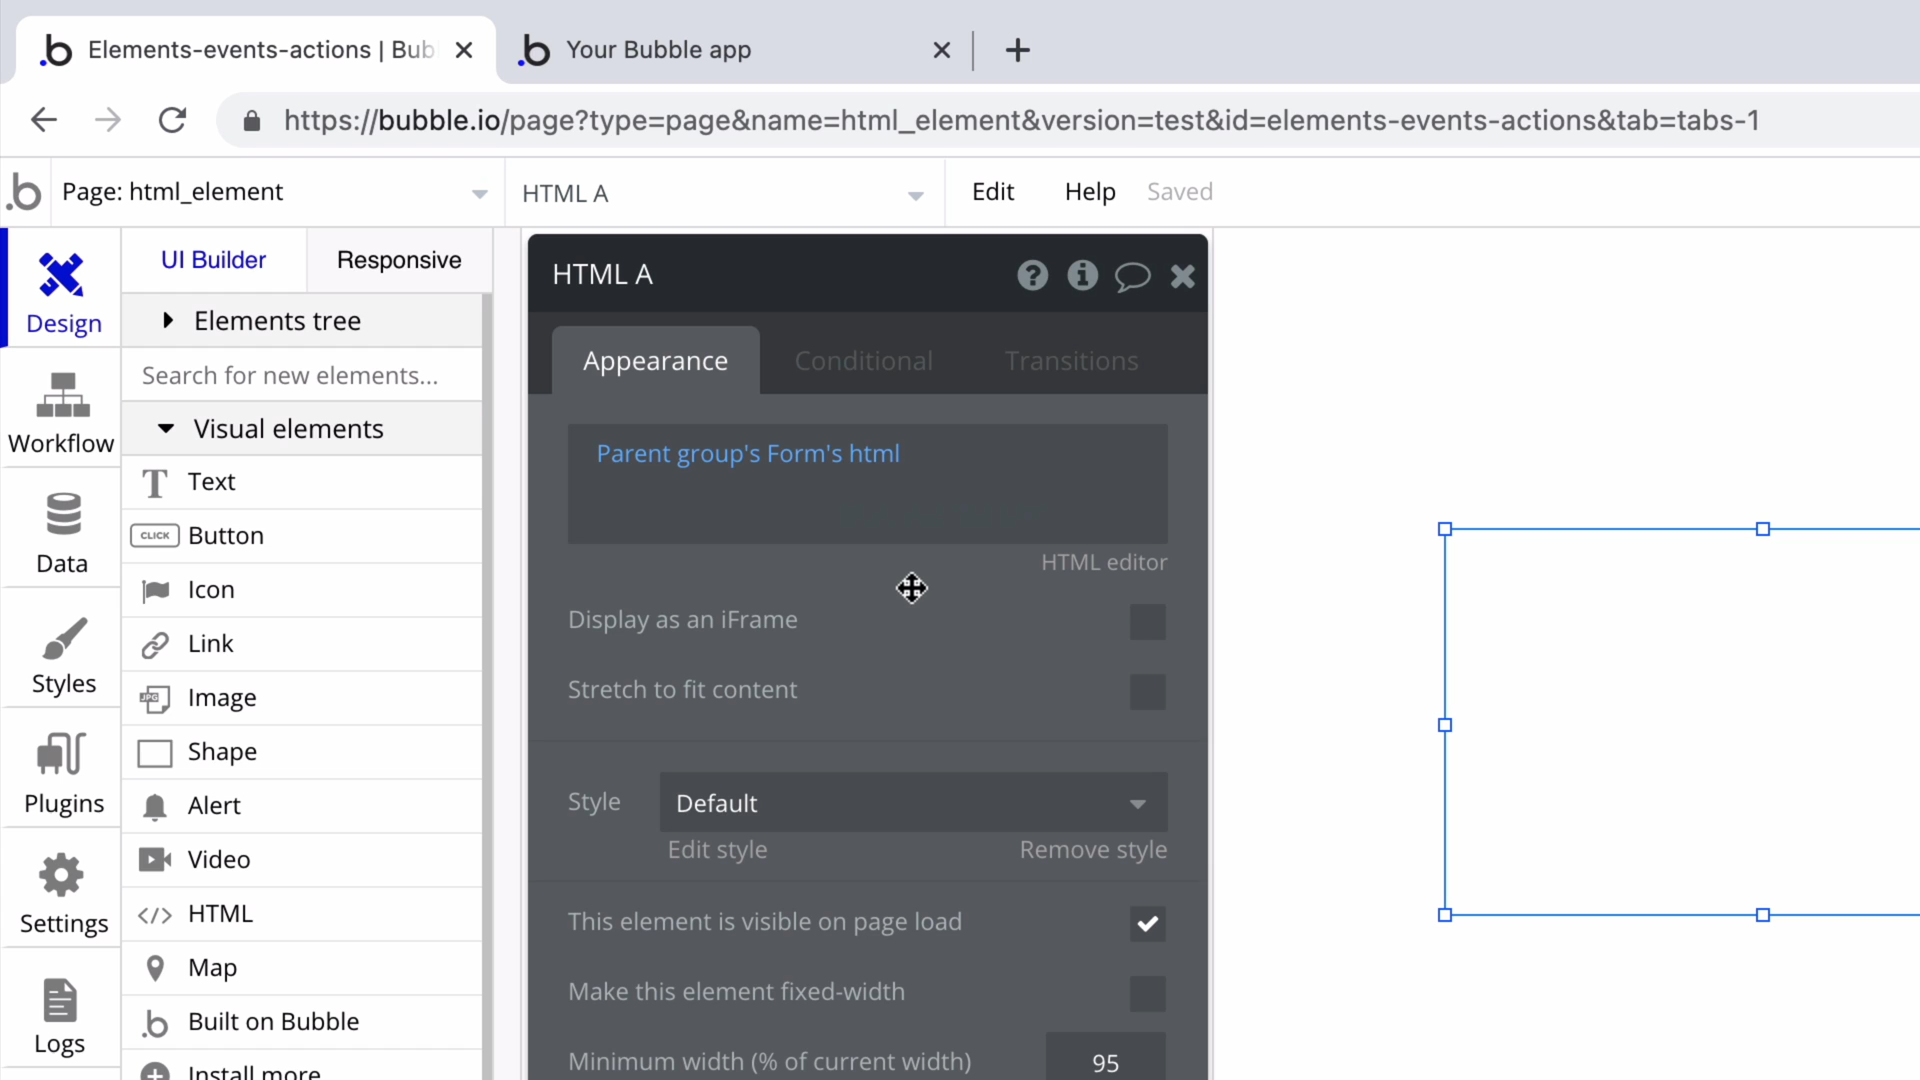 Elements-events-actions | Bub
Your Bubble app
https://bubble.io/page?type=page&name=html_element&version=test&id=elements-events-actions&tab=tabs-1
Page: html_element
HTML A
Edit
Help
Saved
Design
Workflow
Data
Styles
Plugins
Settings
Logs
UI Builder
Responsive
Elements tree
Search for new elements...
Visual elements
Text
CLICK
Button
Icon
Link
JPG
Image
Shape
Alert
Video
HTML
Map
Built on Bubble
Install more
HTML A
Appearance
Conditional
Transitions
Parent group's Form's html
HTML editor
Display as an iFrame
Stretch to fit content
Style
Default
Edit style
Remove style
This element is visible on page load
Make this element fixed-width
Minimum width (% of current width)
95